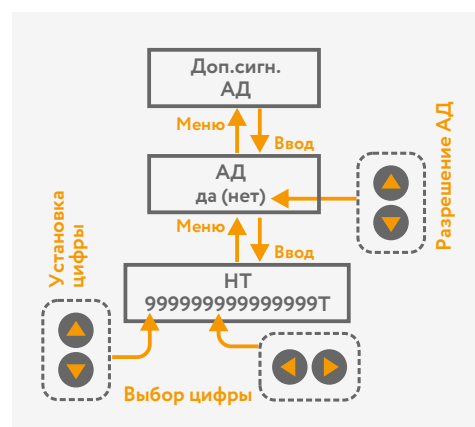 Доп.сигн.
АД
Меню
Ввод
АД
да (нет)
Разрешение АД
Меню
Ввод
Установка
цифры
НТ
999999999999999Т
Выбор цифры